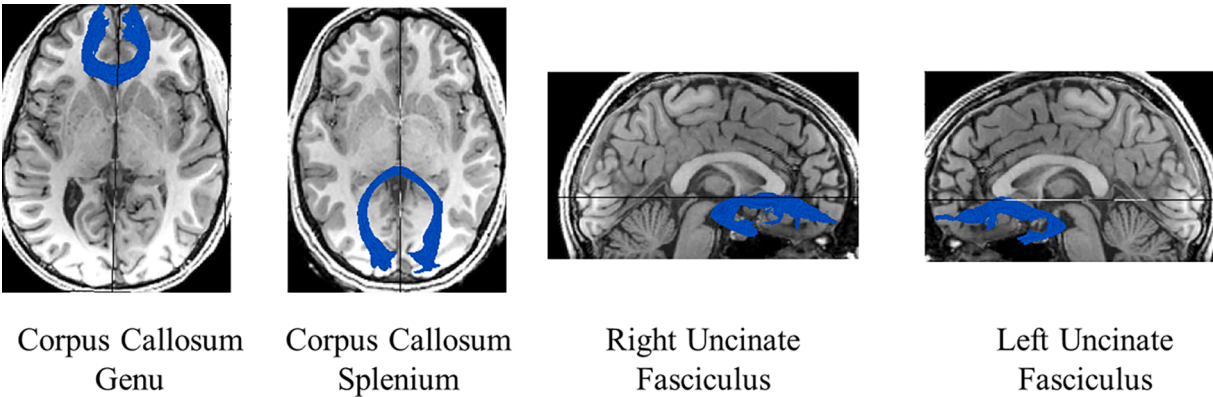 Corpus Callosum
Genu
Corpus Callosum
Splenium
Right Uncinate
Fasciculus
Left Uncinate
Fasciculus